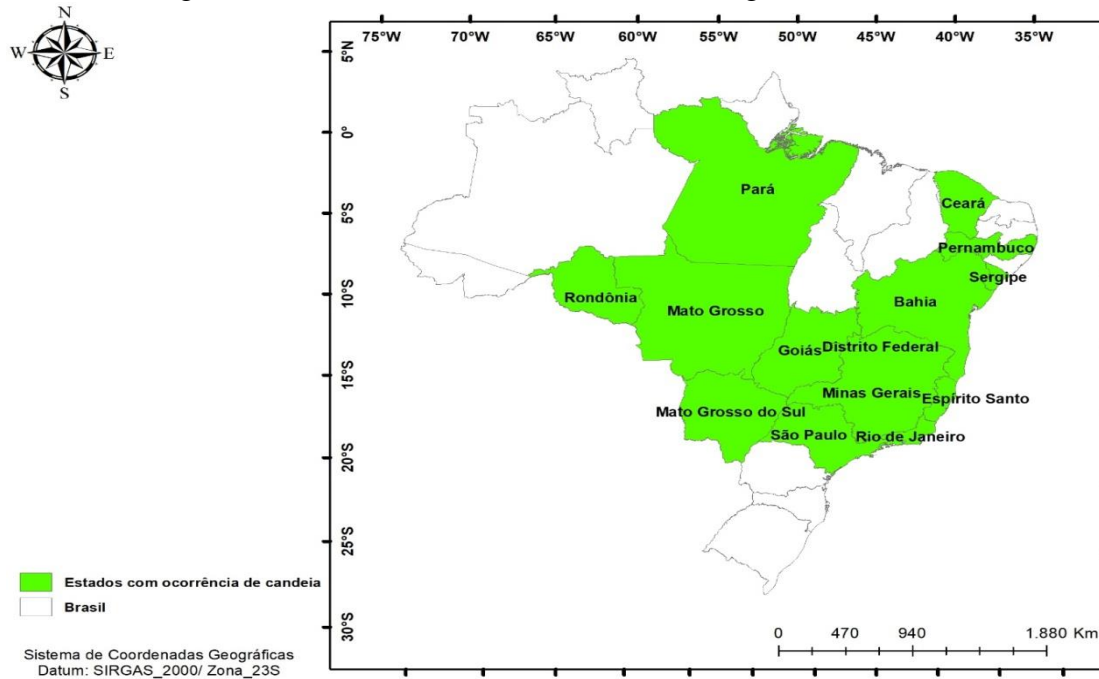 N
W E
S
75°W 70°W 65°W 60°W 55°W 50°W 45°W 40°W 35°W
5°N
0°
5°S
10°S
15°S
20°S
25°S
30°S
Pará
Ceará
Pernambuco
Sergipe
Rondônia
Mato Grosso
Bahia
Goiás
Distrito Federal
Minas Gerais
Espírito Santo
Mato Grosso do Sul
São Paulo
Rio de Janeiro
Estados com ocorrência de candeia
Brasil
Sistema de Coordenadas Geográficas
Datum: SIRGAS_2000/ Zona_23S
0 470 940 1.880 Km